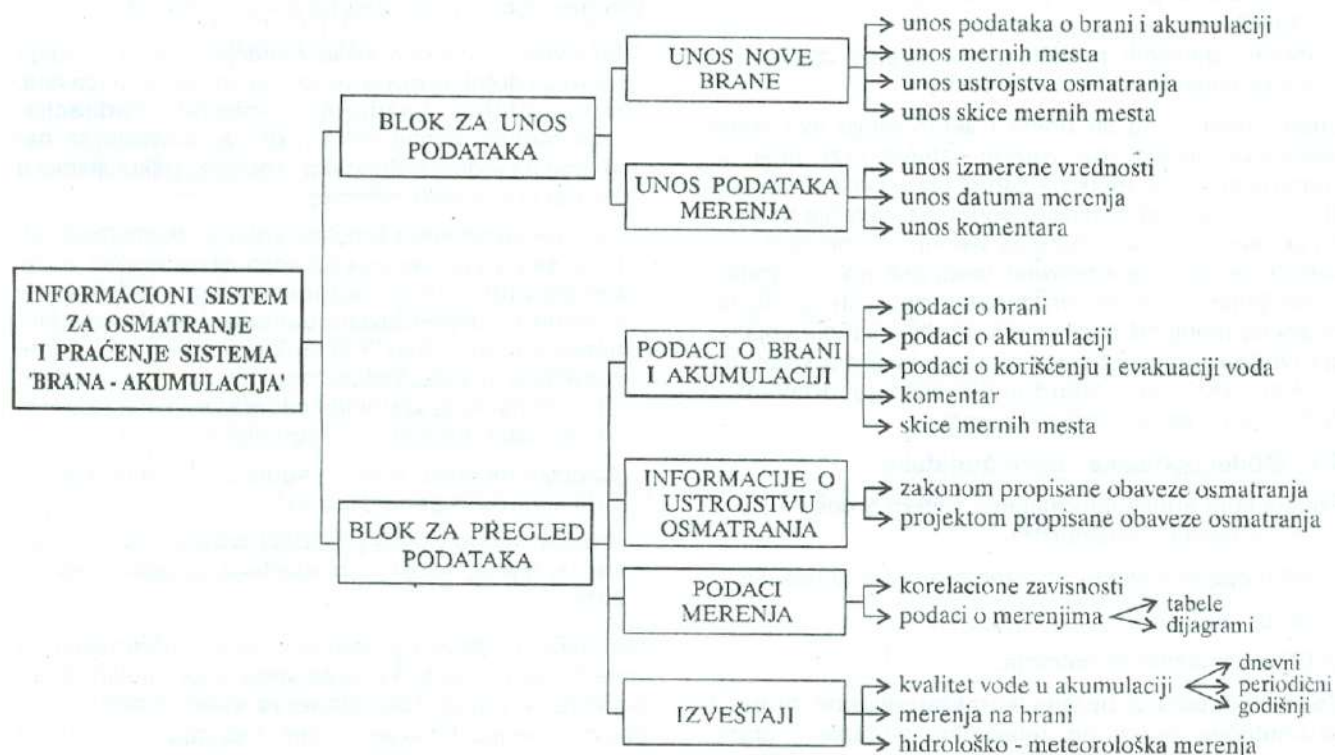 INFORMACIONI SISTEM
ZA OSMATRANJE
I PRAĆENJE SISTEMA
'BRANA - AKUMULACIJA'
BLOK ZA UNOS
PODATAKA
UNOS NOVE
BRANE
unos podataka o brani i akumulaciji
unos mernih mesta
unos ustrojstva osmatranja
unos skice mernih mesta
UNOS PODATAKA
MERENJA
unos izmerene vrednosti
unos datuma merenja
unos komentara
BLOK ZA PREGLED
PODATAKA
PODACI O BRANI
I AKUMULACIJI
podaci o brani
podaci o akumulaciji
podaci o korišćenju i evakuaciji voda
komentar
skice mernih mesta
INFORMACIJE O
USTROJSTVU
OSMATRANJA
zakonom propisane obaveze osmatranja
projektom propisane obaveze osmatranja
PODACI
MERENJA
korelacione zavisnosti
podaci o merenjima
tabele
dijagrami
IZVEŠTAJI
kvalitet vode u akumulaciji
dnevni
periodični
godišnji
merenja na brani
hidrološko - meteorološka merenja